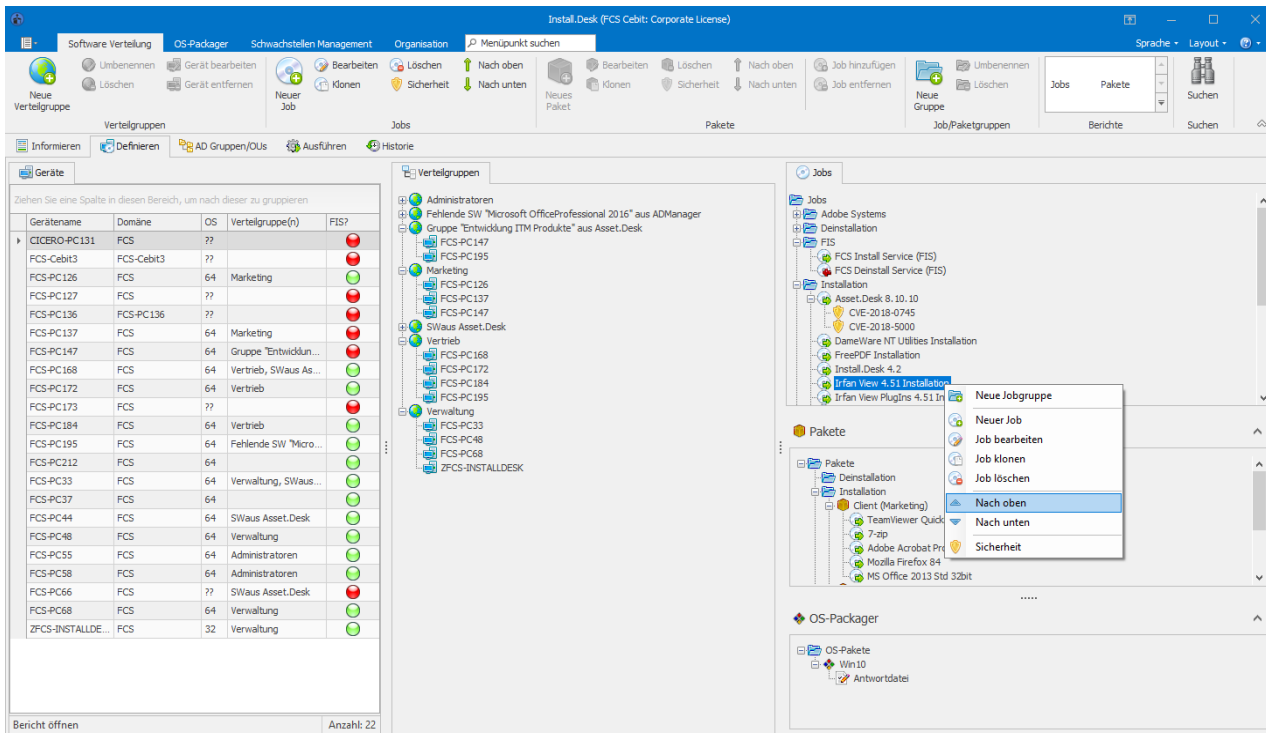 Install.Desk (FCS Cebit: Corporate License)
Software Verteilung OS-Packager Schwachstellen Management Organisation Menüpunkt suchen Sprache Layout
Neue Verteilgruppe
Umbenennen
Löschen
Gerät bearbeiten
Gerät entfernen
Verteilgruppen
Neuer Job
Bearbeiten
Klonen
Löschen
Sicherheit
Nach oben
Nach unten
Jobs
Neues Paket
Bearbeiten
Klonen
Löschen
Sicherheit
Nach oben
Nach unten
Job hinzufügen
Job entfernen
Pakete
Neue Gruppe
Umbenennen
Löschen
Job/Paketgruppen
Jobs Pakete
Berichte
Suchen
Suchen
Informieren Definieren AD Gruppen/OUs Ausführen Historie
Geräte
Ziehen Sie eine Spalte in diesen Bereich, um nach dieser zu gruppieren
Gerätename Domäne OS Verteilgruppe(n) FIS?
CICERO-PC131 FCS ??
FCS-Cebit3 FCS-Cebit3 ??
FCS-PC126 FCS 64 Marketing
FCS-PC127 FCS ??
FCS-PC136 FCS-PC136 ??
FCS-PC137 FCS 64 Marketing
FCS-PC147 FCS 64 Gruppe "Entwicklun...
FCS-PC168 FCS 64 Vertrieb, SWaus As...
FCS-PC172 FCS 64 Vertrieb
FCS-PC173 FCS ??
FCS-PC184 FCS 64 Vertrieb
FCS-PC195 FCS 64 Fehlende SW "Micro...
FCS-PC212 FCS 64
FCS-PC33 FCS 64 Verwaltung, SWaus...
FCS-PC37 FCS 64
FCS-PC44 FCS 64 SWaus Asset.Desk
FCS-PC48 FCS 64 Verwaltung
FCS-PC55 FCS 64 Administratoren
FCS-PC58 FCS 64 Administratoren
FCS-PC66 FCS ?? SWaus Asset.Desk
FCS-PC68 FCS 64 Verwaltung
ZFCS-INSTALLDE... FCS 32 Verwaltung
Bericht öffnen Anzahl: 22
Verteilgruppen
Administratoren
Fehlende SW "Microsoft OfficeProfessional 2016" aus ADManager
Gruppe "Entwicklung ITM Produkte" aus Asset.Desk
FCS-PC147
FCS-PC195
Marketing
FCS-PC126
FCS-PC137
FCS-PC147
SWaus Asset.Desk
Vertrieb
FCS-PC168
FCS-PC172
FCS-PC184
FCS-PC195
Verwaltung
FCS-PC33
FCS-PC48
FCS-PC68
ZFCS-INSTALLDESK
Jobs
Jobs
Adobe Systems
Deinstallation
FIS
FCS Install Service (FIS)
FCS Deinstall Service (FIS)
Installation
Asset.Desk 8.10.10
CVE-2018-0745
CVE-2018-5000
DameWare NT Utilities Installation
FreePDF Installation
Install.Desk 4.2
Irfan View 4.51 Installation
Irfan View PlugIns 4.51 In
Neue Jobgruppe
Neuer Job
Job bearbeiten
Job klonen
Job löschen
Nach oben
Nach unten
Sicherheit
Pakete
Pakete
Deinstallation
Installation
Client (Marketing)
TeamViewer Quick
7-zip
Adobe Acrobat Pr
Mozilla Firefox 84
MS Office 2013 Std 32bit
OS-Packager
OS-Pakete
Win10
Antwortdatei